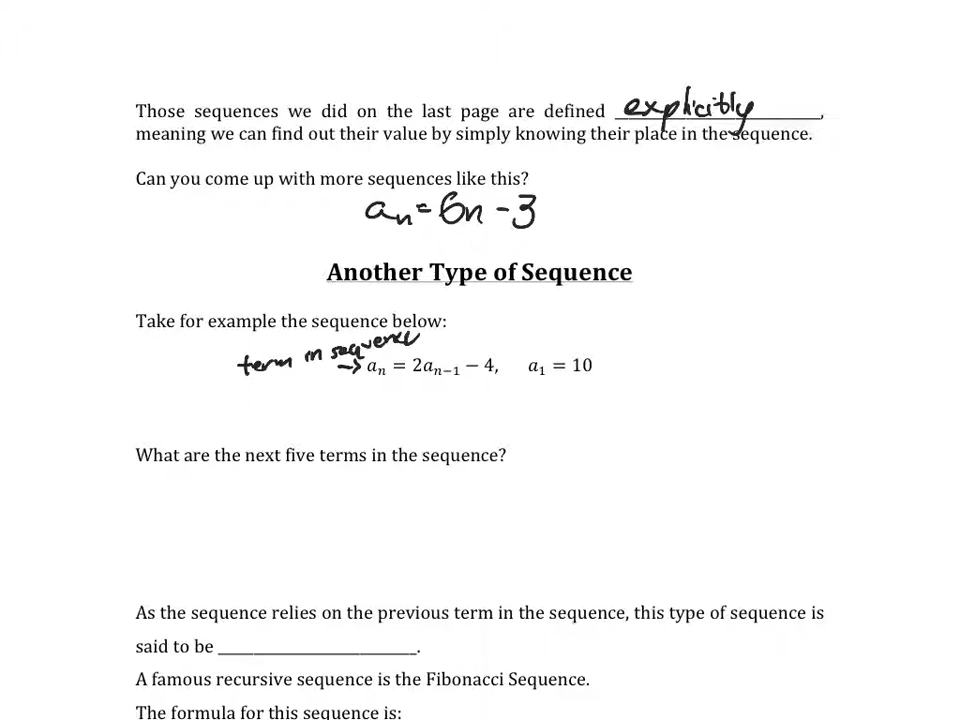 Those sequences we did on the last page are defined explicitly,
meaning we can find out their value by simply knowing their place in the sequence.
Can you come up with more sequences like this?
aₙ = 6n - 3
Another Type of Sequence
Take for example the sequence below:
term in sequence
→ aₙ = 2aₙ₋₁ − 4, a₁ = 10
What are the next five terms in the sequence?
As the sequence relies on the previous term in the sequence, this type of sequence is
said to be ______________________.
A famous recursive sequence is the Fibonacci Sequence.
The formula for this sequence is: